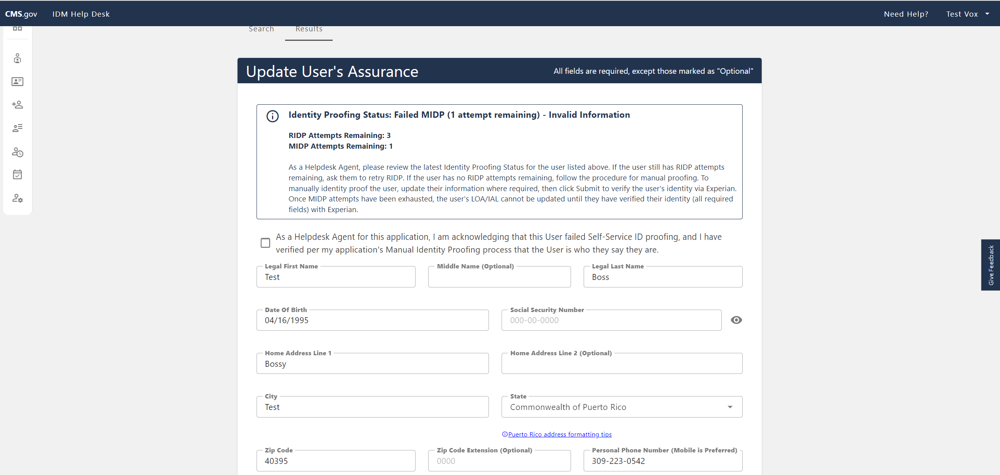 CMS.gov IDM Help Desk Need Help? Test Vox
Search Results
Update User's Assurance All fields are required, except those marked as "Optional"
Identity Proofing Status: Failed MIDP (1 attempt remaining) - Invalid Information
RIDP Attempts Remaining: 3
MIDP Attempts Remaining: 1
As a Helpdesk Agent, please review the latest Identity Proofing Status for the user listed above. If the user still has RIDP attempts
remaining, ask them to retry RIDP. If the user has no RIDP attempts remaining, follow the procedure for manual proofing. To
manually identity proof the user, update their information where required, then click Submit to verify the user's identity via Experian.
Once MIDP attempts have been exhausted, the user's LOA/IAL cannot be updated until they have verified their identity (all required
fields) with Experian.
As a Helpdesk Agent for this application, I am acknowledging that this User failed Self-Service ID proofing, and I have
verified per my application's Manual Identity Proofing process that the User is who they say they are.
Legal First Name Middle Name (Optional) Legal Last Name
Test Boss
Date Of Birth Social Security Number
04/16/1995 000-00-0000
Home Address Line 1 Home Address Line 2 (Optional)
Bossy
City State
Test Commonwealth of Puerto Rico
Puerto Rico address formatting tips
Zip Code Zip Code Extension (Optional) Personal Phone Number (Mobile is Preferred)
40395 0000 309-223-0542
Give Feedback